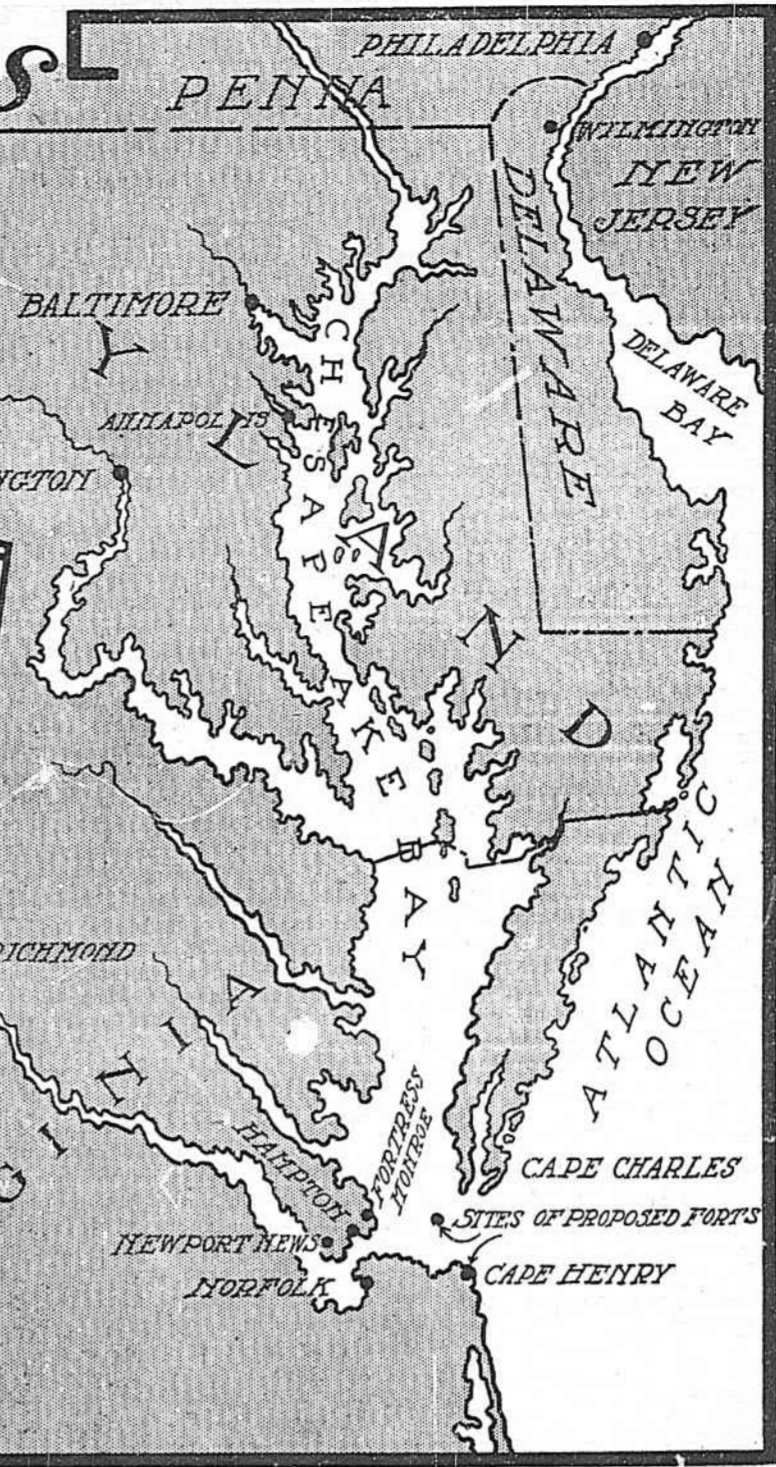 S
PHILADELPHIA
PENNA
WILMINGTON
NEW
JERSEY
DELAWARE
BALTIMORE
DELAWARE
BAY
ANNAPOLIS
NGTON
Y L A N D
CHESAPEAKE BAY
ATLANTIC
OCEAN
RICHMOND
G I L I A
FORTRESS
MONROE
HAMPTON
CAPE CHARLES
SITES OF PROPOSED FORTS
NEWPORT NEWS
CAPE HENRY
NORFOLK